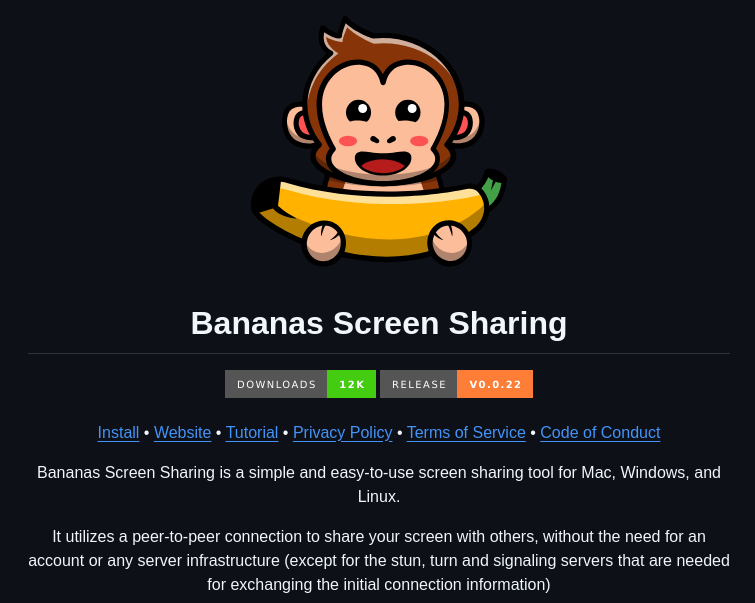 Bananas Screen Sharing
DOWNLOADS 12K RELEASE V0.0.22
Install • Website • Tutorial • Privacy Policy • Terms of Service • Code of Conduct
Bananas Screen Sharing is a simple and easy-to-use screen sharing tool for Mac, Windows, and
Linux.
It utilizes a peer-to-peer connection to share your screen with others, without the need for an
account or any server infrastructure (except for the stun, turn and signaling servers that are needed
for exchanging the initial connection information)